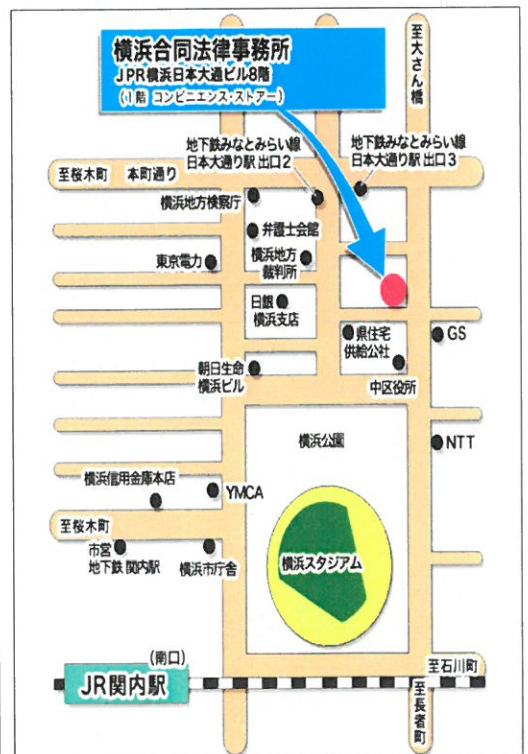 横浜合同法律事務所
JPR横浜日本大通ビル8階
(1階 コンビニエンス・ストアー)
至大さん橋
地下鉄みなとみらい線
日本大通り駅 出口2
地下鉄みなとみらい線
日本大通り駅 出口3
至桜木町 本町通り
横浜地方検察庁
弁護士会館
東京電力
横浜地方
裁判所
日銀
横浜支店
県住宅
供給公社
GS
朝日生命
横浜ビル
中区役所
横浜公園
NTT
横浜信用金庫本店
YMCA
至桜木町
市営
地下鉄 関内駅
横浜市庁舎
横浜スタジアム
(南口)
JR関内駅
至石川町
至長者町